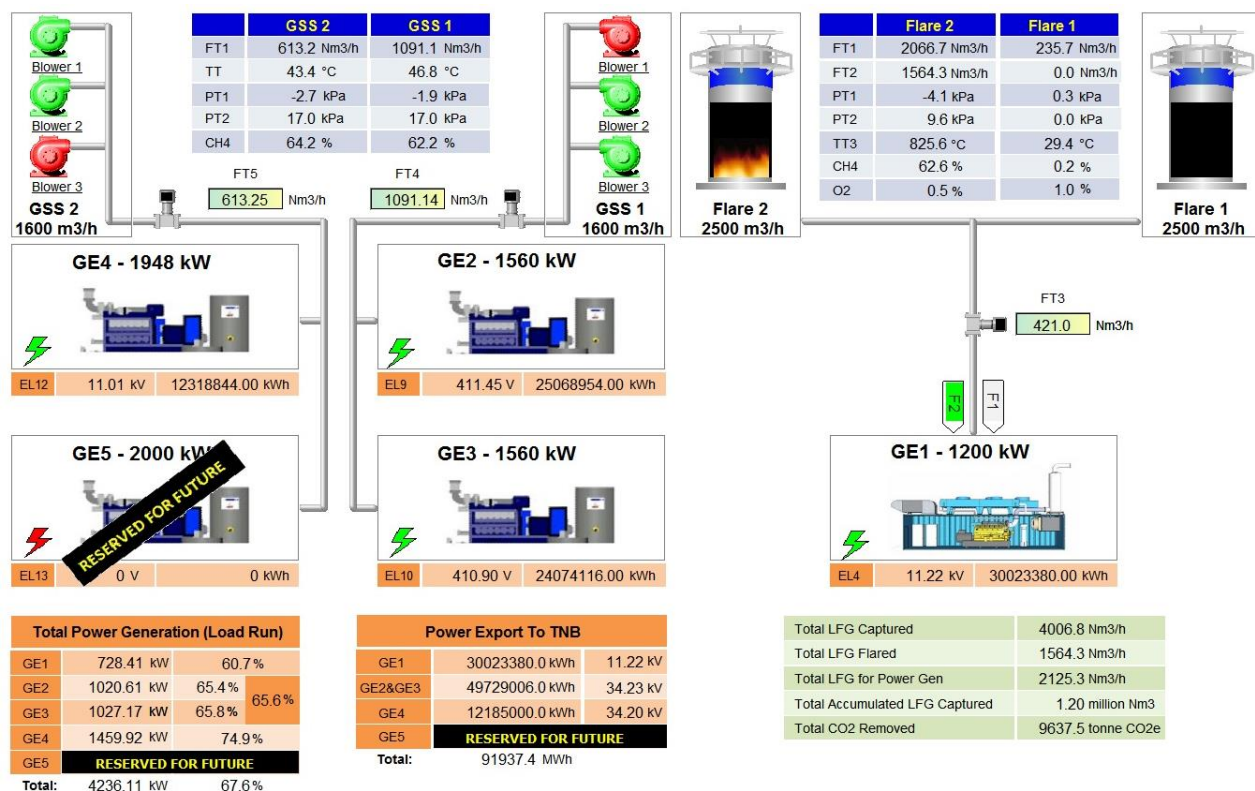 GSS 2 GSS 1
FT1 613.2 Nm3/h 1091.1 Nm3/h
TT 43.4 °C 46.8 °C
PT1 -2.7 kPa -1.9 kPa
PT2 17.0 kPa 17.0 kPa
CH4 64.2 % 62.2 %
Blower 1
Blower 2
Blower 3
GSS 2
1600 m3/h
FT5
613.25 Nm3/h
FT4
1091.14 Nm3/h
Blower 1
Blower 2
Blower 3
GSS 1
1600 m3/h
Flare 2
2500 m3/h
Flare 2 Flare 1
FT1 2066.7 Nm3/h 235.7 Nm3/h
FT2 1564.3 Nm3/h 0.0 Nm3/h
PT1 -4.1 kPa 0.3 kPa
PT2 9.6 kPa 0.0 kPa
TT3 825.6 °C 29.4 °C
CH4 62.6 % 0.2 %
O2 0.5 % 1.0 %
Flare 1
2500 m3/h
GE4 - 1948 kW
EL12 11.01 kV 12318844.00 kWh
GE2 - 1560 kW
EL9 411.45 V 25068954.00 kWh
FT3
421.0 Nm3/h
F2 F1
GE5 - 2000 kW
RESERVED FOR FUTURE
EL13 0 V 0 kWh
GE3 - 1560 kW
EL10 410.90 V 24074116.00 kWh
GE1 - 1200 kW
EL4 11.22 kV 30023380.00 kWh
Total Power Generation (Load Run)
GE1 728.41 kW 60.7 %
GE2 1020.61 kW 65.4 % 65.6 %
GE3 1027.17 kW 65.8 %
GE4 1459.92 kW 74.9 %
GE5 RESERVED FOR FUTURE
Total: 4236.11 kW 67.6 %
Power Export To TNB
GE1 30023380.0 kWh 11.22 kV
GE2&GE3 49729006.0 kWh 34.23 kV
GE4 12185000.0 kWh 34.20 kV
GE5 RESERVED FOR FUTURE
Total: 91937.4 MWh
Total LFG Captured 4006.8 Nm3/h
Total LFG Flared 1564.3 Nm3/h
Total LFG for Power Gen 2125.3 Nm3/h
Total Accumulated LFG Captured 1.20 million Nm3
Total CO2 Removed 9637.5 tonne CO2e